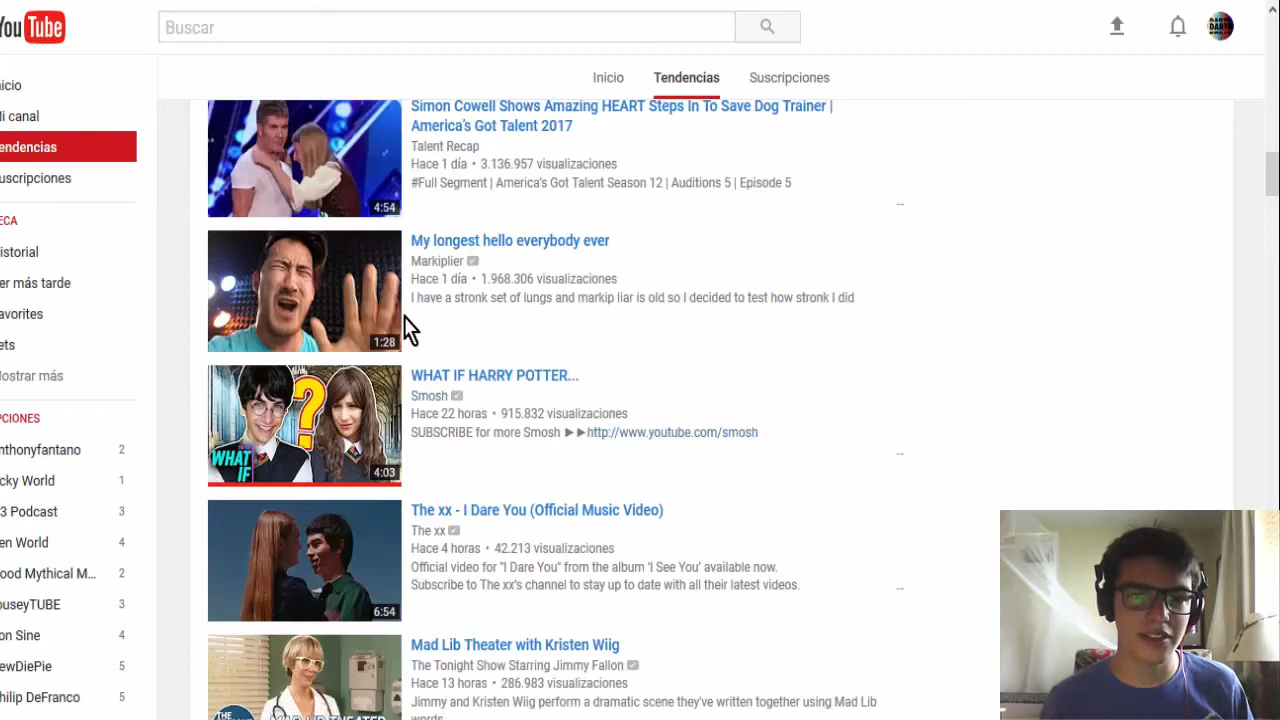 You Tube
Buscar
Inicio
Tendencias
Suscripciones
nicio
i canal
endencias
uscripciones
ECA
istorial
er más tarde
avorites
ets
ostrar más
PCIONES
nthonyfantano 2
cky World 1
3 Podcast 3
en World 4
ood Mythical M... 2
ouseyTUBE 3
on Sine 4
ewDiePie 5
hilip DeFranco 5
Simon Cowell Shows Amazing HEART Steps In To Save Dog Trainer |
America's Got Talent 2017
Talent Recap
Hace 1 día • 3.136.957 visualizaciones
#Full Segment | America's Got Talent Season 12 | Auditions 5 | Episode 5
...
4:54
My longest hello everybody ever
Markiplier
Hace 1 día • 1.968.306 visualizaciones
I have a stronk set of lungs and markip liar is old so I decided to test how stronk I did
1:28
WHAT IF HARRY POTTER...
Smosh
Hace 22 horas • 915.832 visualizaciones
SUBSCRIBE for more Smosh ►►http://www.youtube.com/smosh
...
WHAT
IF
?
4:03
The xx - I Dare You (Official Music Video)
The xx
Hace 4 horas • 42.213 visualizaciones
Official video for "I Dare You" from the album 'I See You' available now.
Subscribe to The xx's channel to stay up to date with all their latest videos.
...
6:54
Mad Lib Theater with Kristen Wiig
The Tonight Show Starring Jimmy Fallon
Hace 13 horas • 286.983 visualizaciones
Jimmy and Kristen Wiig perform a dramatic scene they've written together using Mad Lib
words.
MAD LIB THEATER